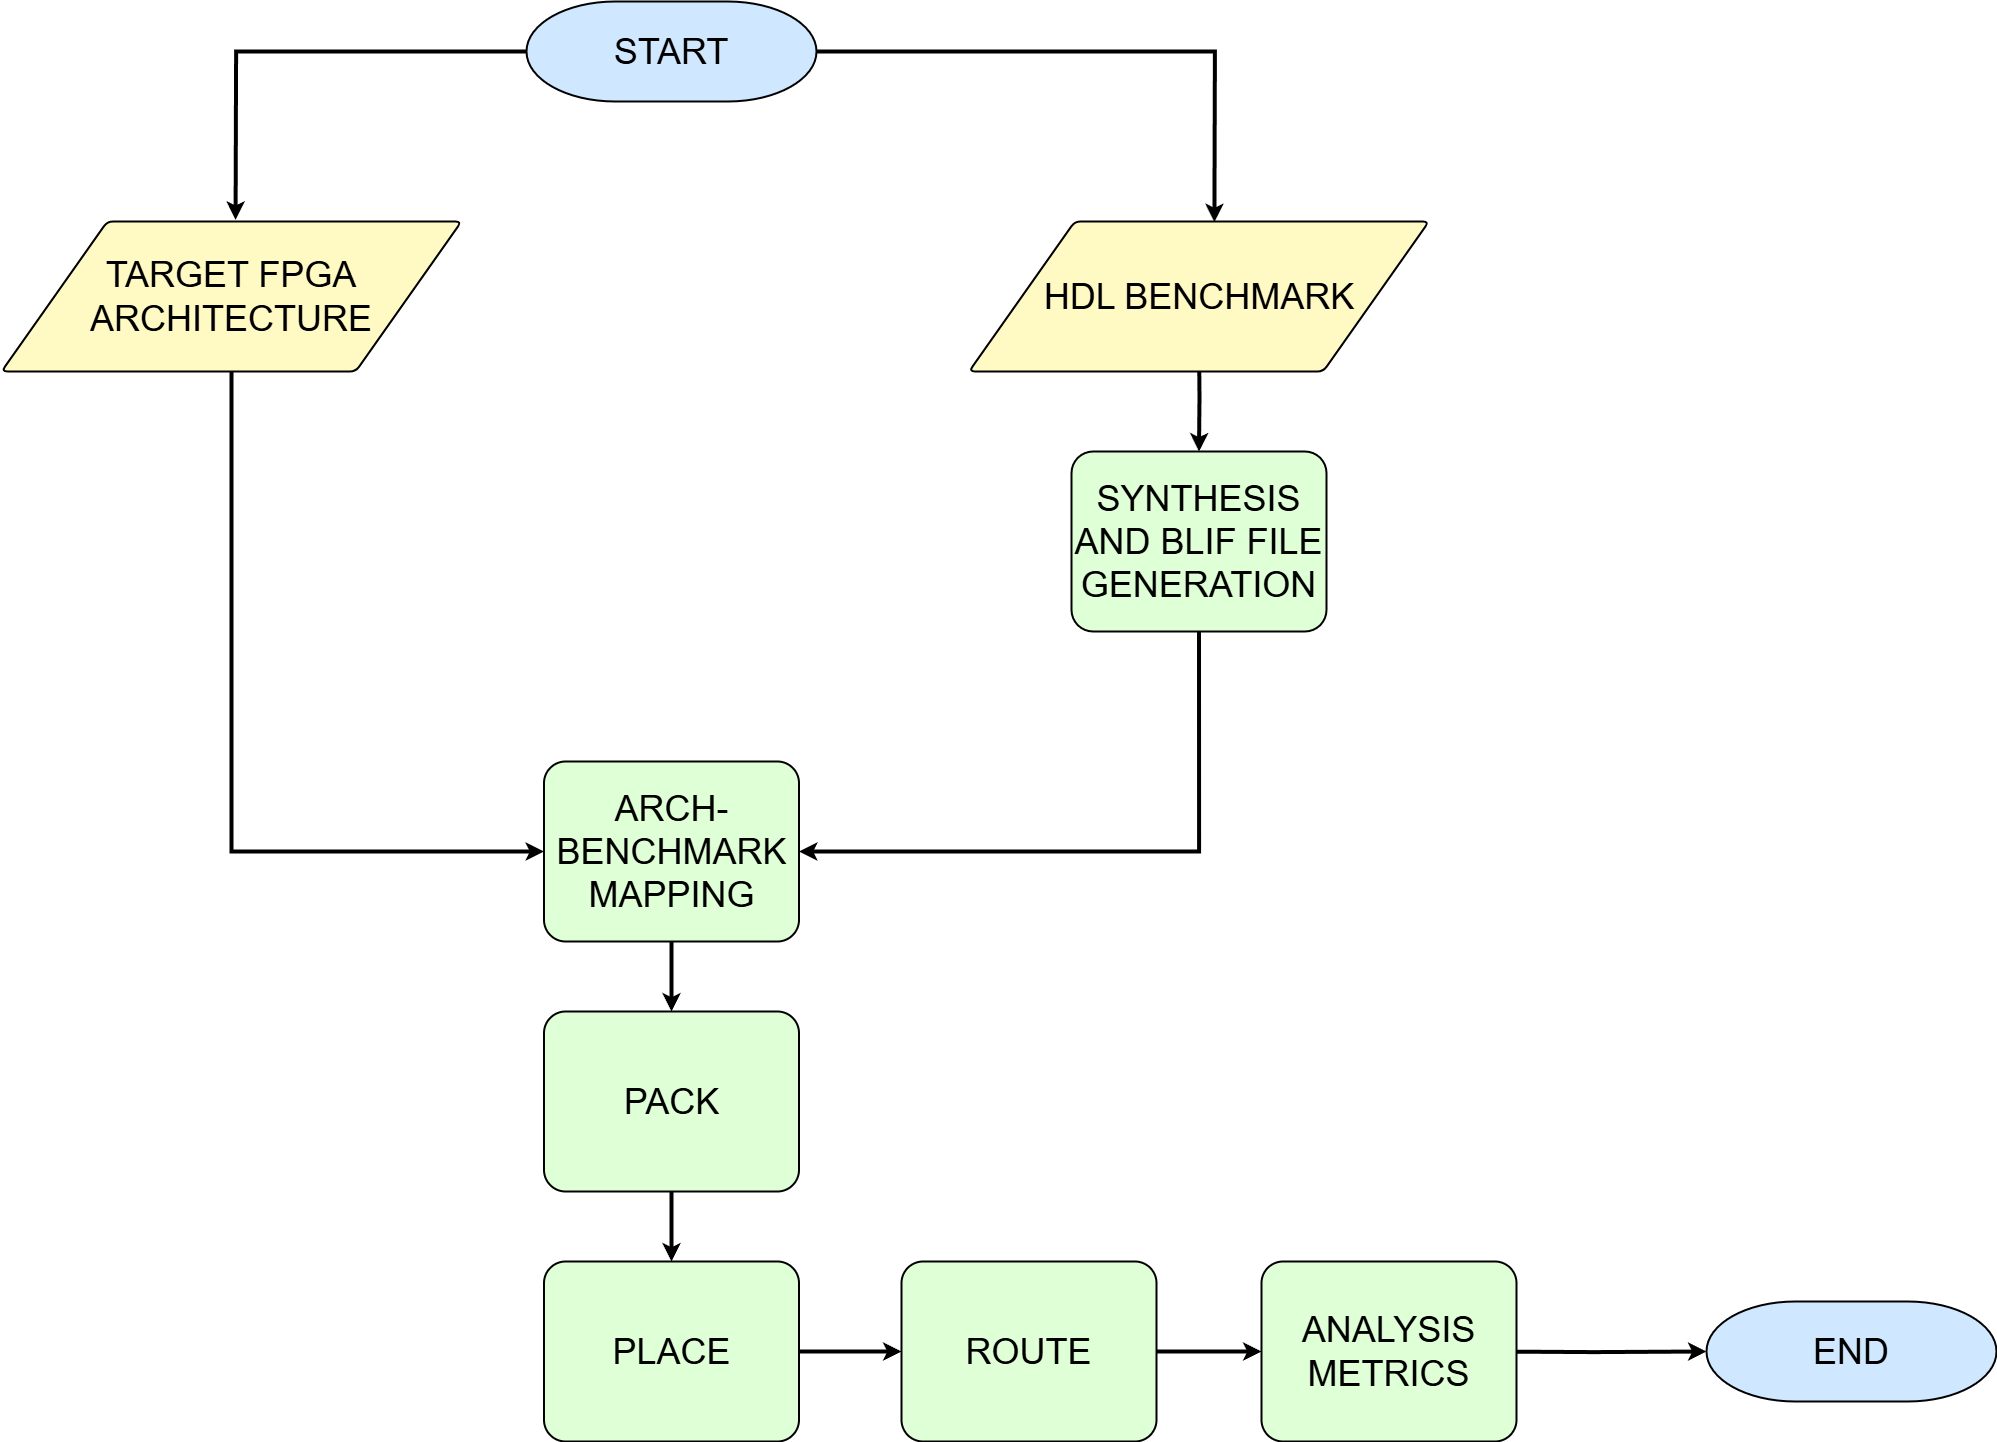 START
TARGET FPGA
ARCHITECTURE
HDL BENCHMARK
SYNTHESIS
AND BLIF FILE
GENERATION
ARCH-
BENCHMARK
MAPPING
PACK
PLACE
ROUTE
ANALYSIS
METRICS
END